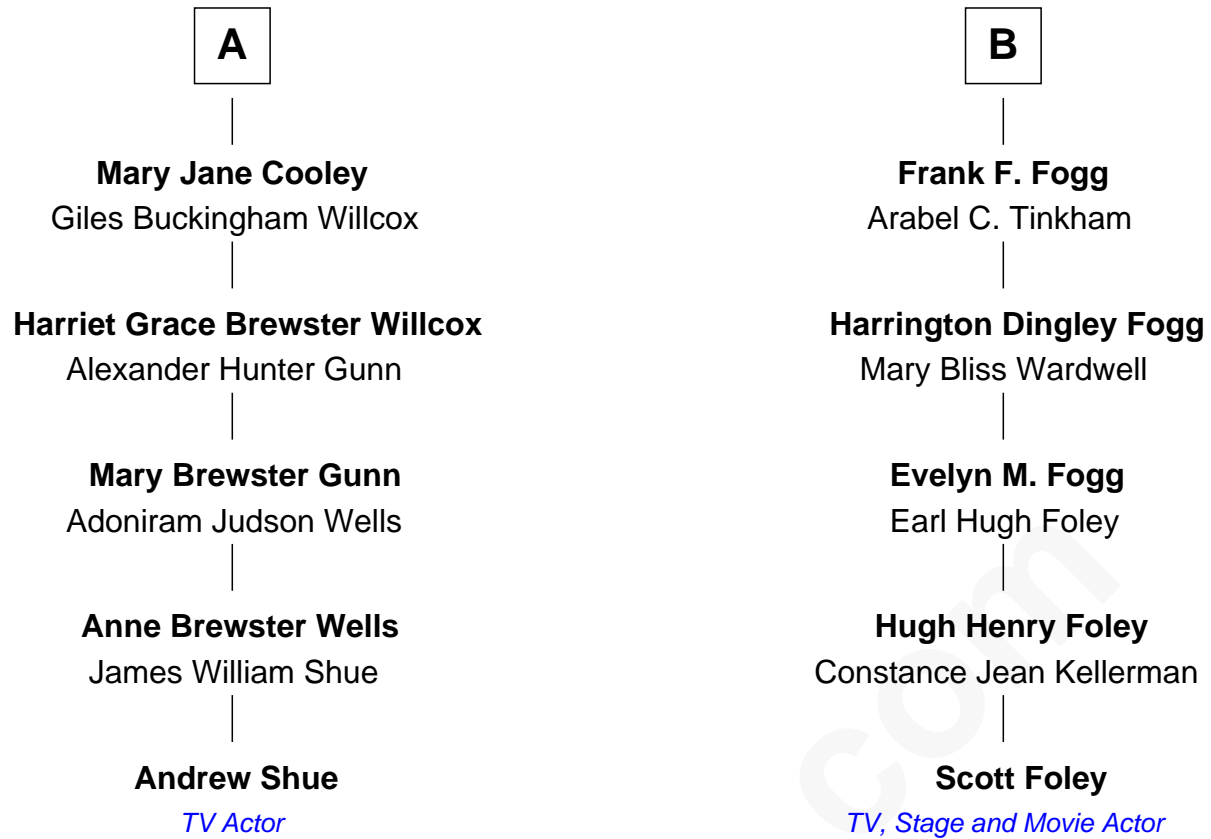 A
Mary Jane Cooley
Giles Buckingham Willcox
Harriet Grace Brewster Willcox
Alexander Hunter Gunn
Mary Brewster Gunn
Adoniram Judson Wells
Anne Brewster Wells
James William Shue
Andrew Shue
TV Actor
B
Frank F. Fogg
Arabel C. Tinkham
Harrington Dingley Fogg
Mary Bliss Wardwell
Evelyn M. Fogg
Earl Hugh Foley
Hugh Henry Foley
Constance Jean Kellerman
Scott Foley
TV, Stage and Movie Actor
com